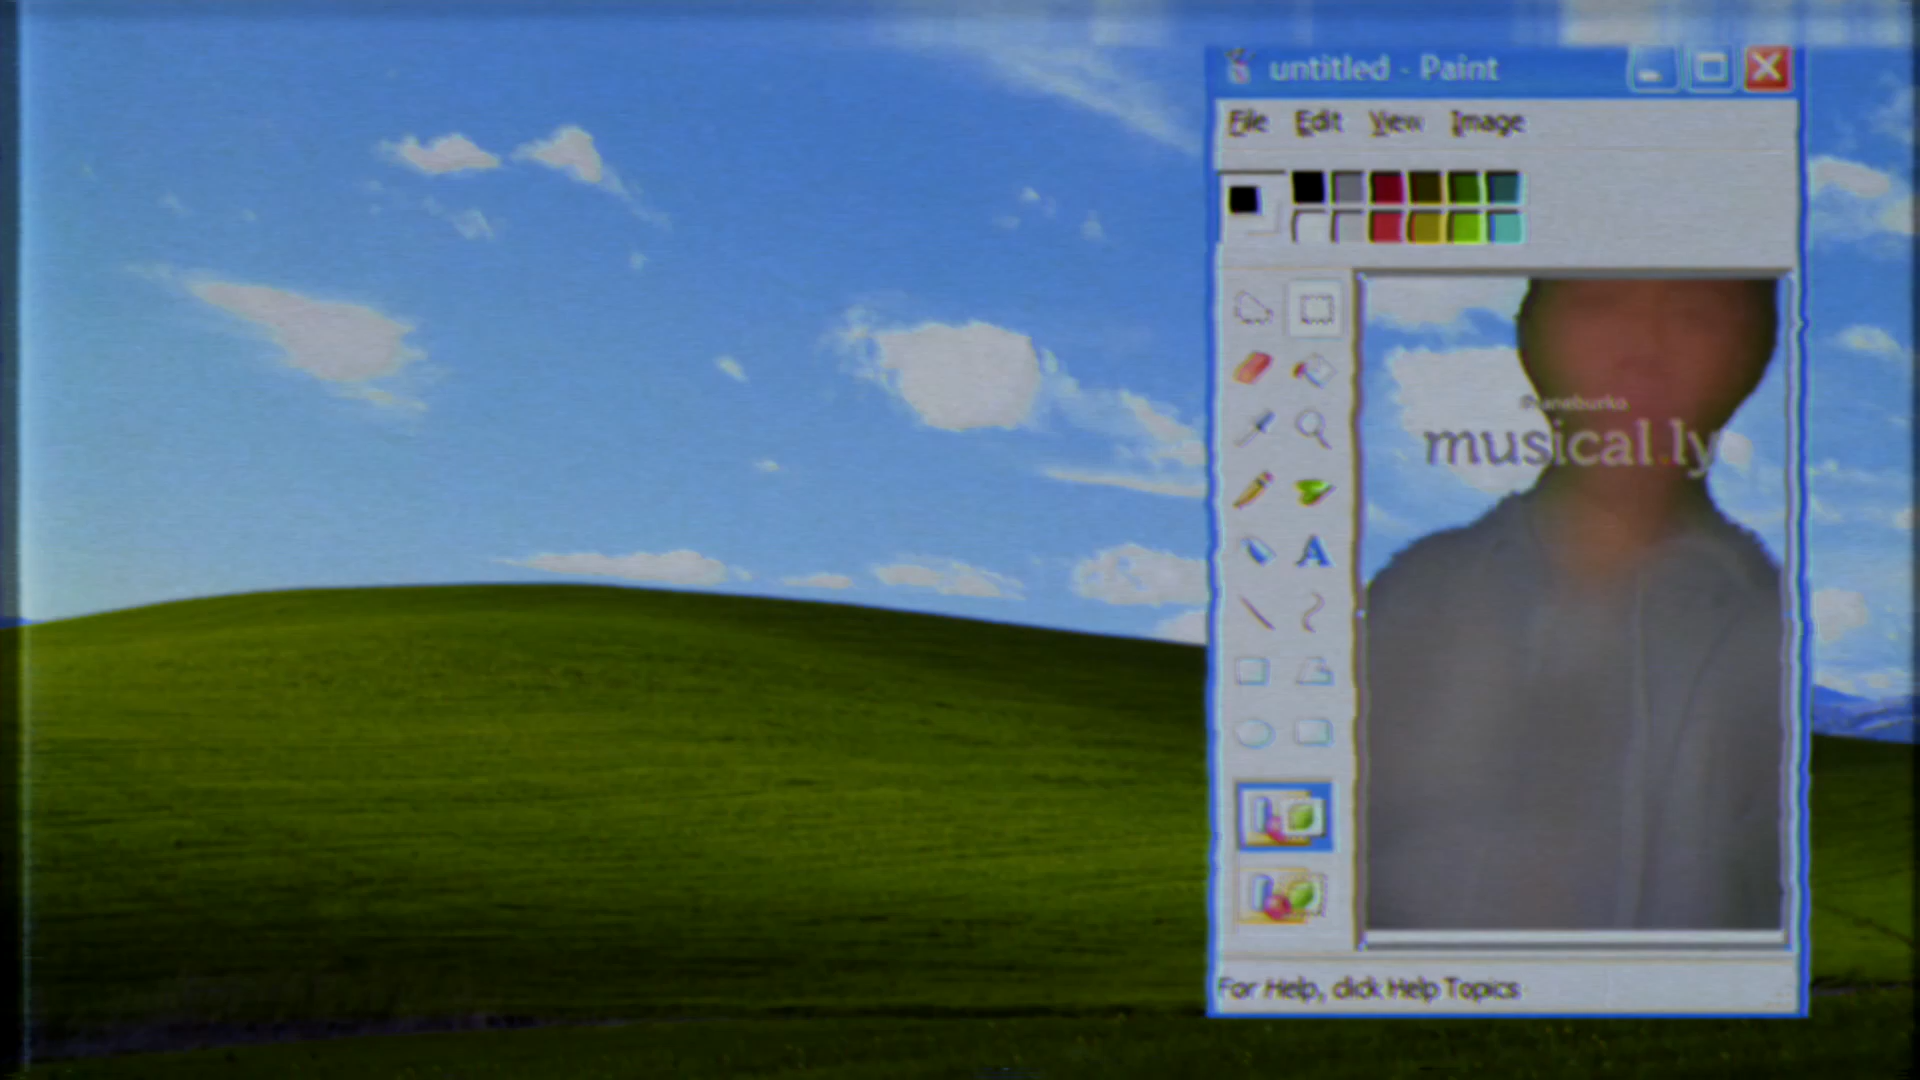 untitled - Paint
File Edit View Image
musical.ly
For Help, click Help Topics